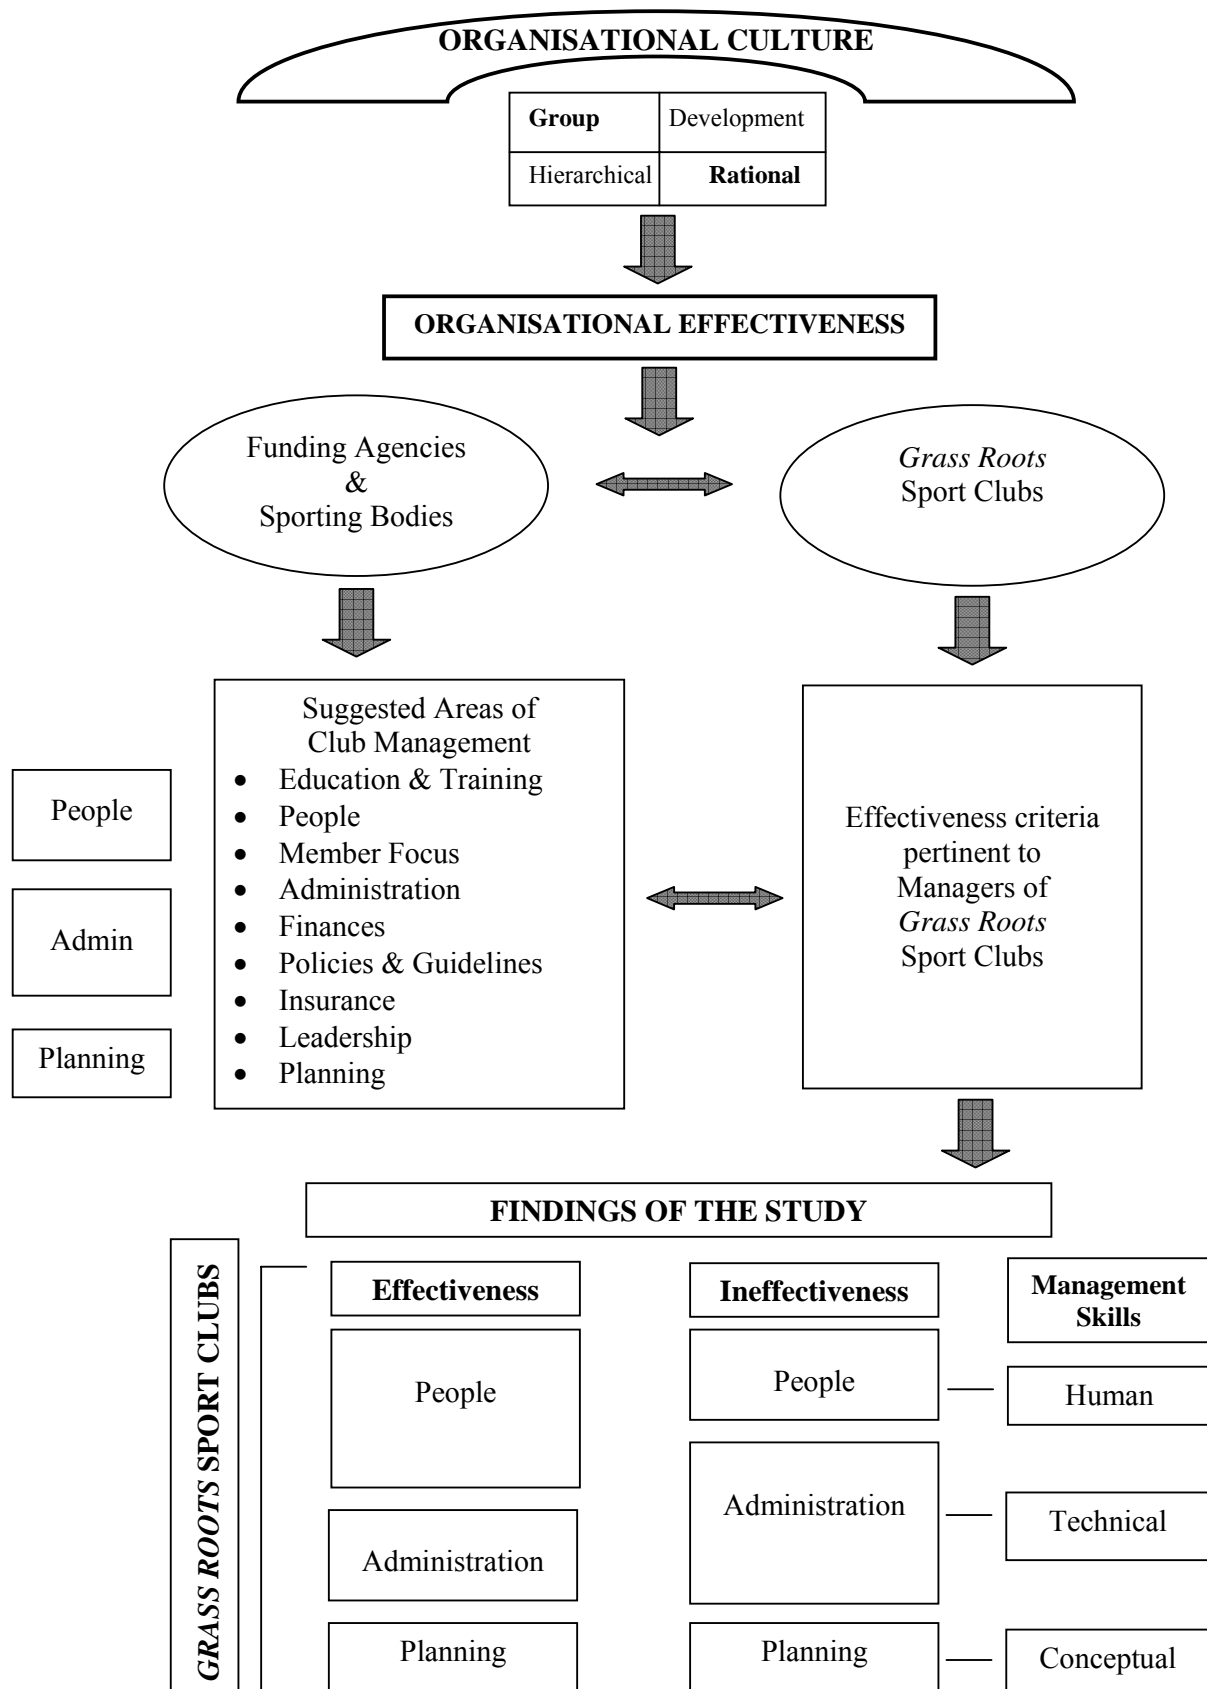 ORGANISATIONAL CULTURE
Group
Development
Hierarchical
Rational
ORGANISATIONAL EFFECTIVENESS
Funding Agencies
&
Sporting Bodies
Grass Roots
Sport Clubs
People
Admin
Planning
Suggested Areas of
Club Management
• Education & Training
• People
• Member Focus
• Administration
• Finances
• Policies & Guidelines
• Insurance
• Leadership
• Planning
Effectiveness criteria
pertinent to
Managers of
Grass Roots
Sport Clubs
FINDINGS OF THE STUDY
GRASS ROOTS SPORT CLUBS
Effectiveness
People
Administration
Planning
Ineffectiveness
People
Administration
Planning
Management
Skills
Human
Technical
Conceptual